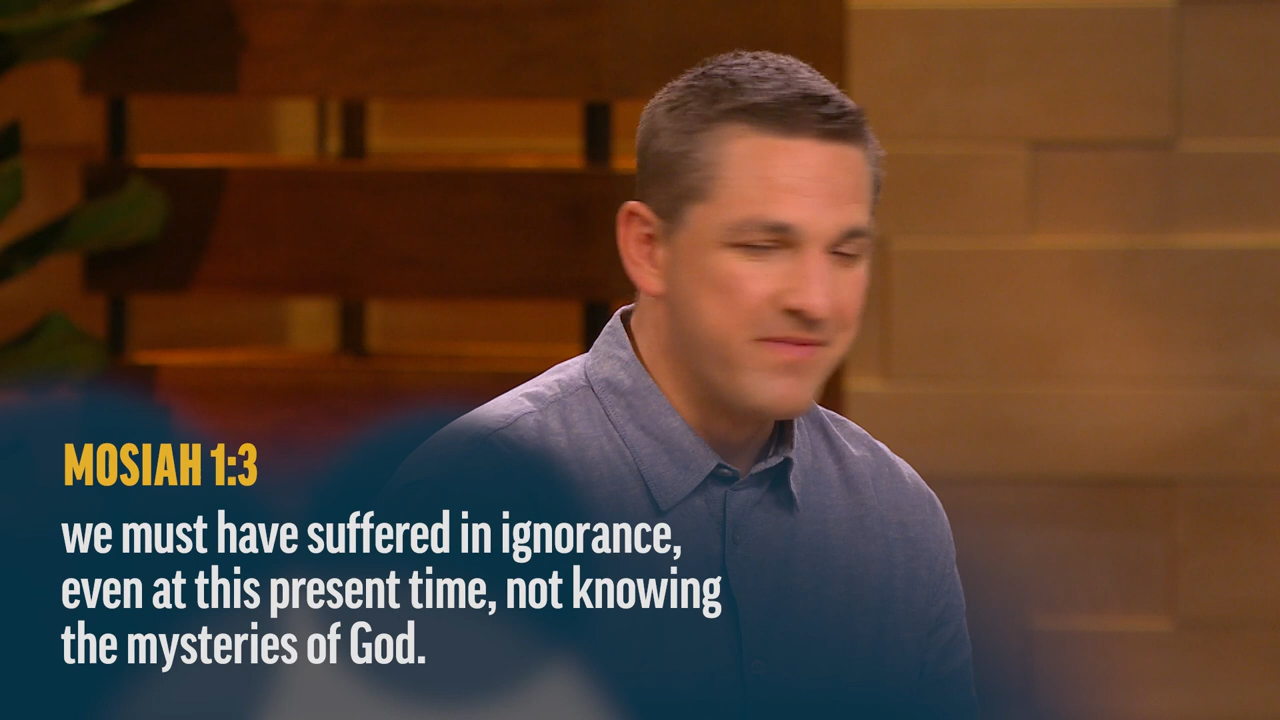 MOSIAH 1:3
we must have suffered in ignorance,
even at this present time, not knowing
the mysteries of God.